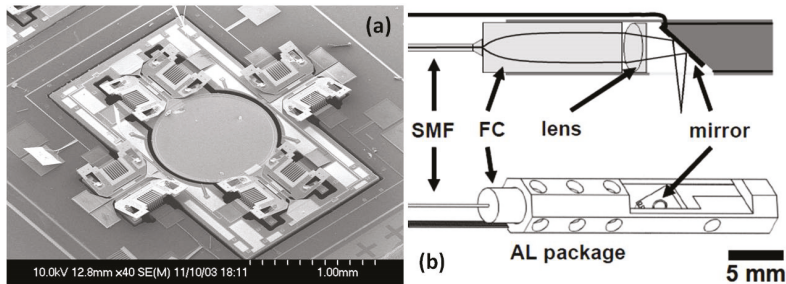 (a)
10.0kV 12.8mm x40 SE(M) 11/10/03 18:11 1.00mm
SMF FC lens mirror
AL package
(b)
5 mm